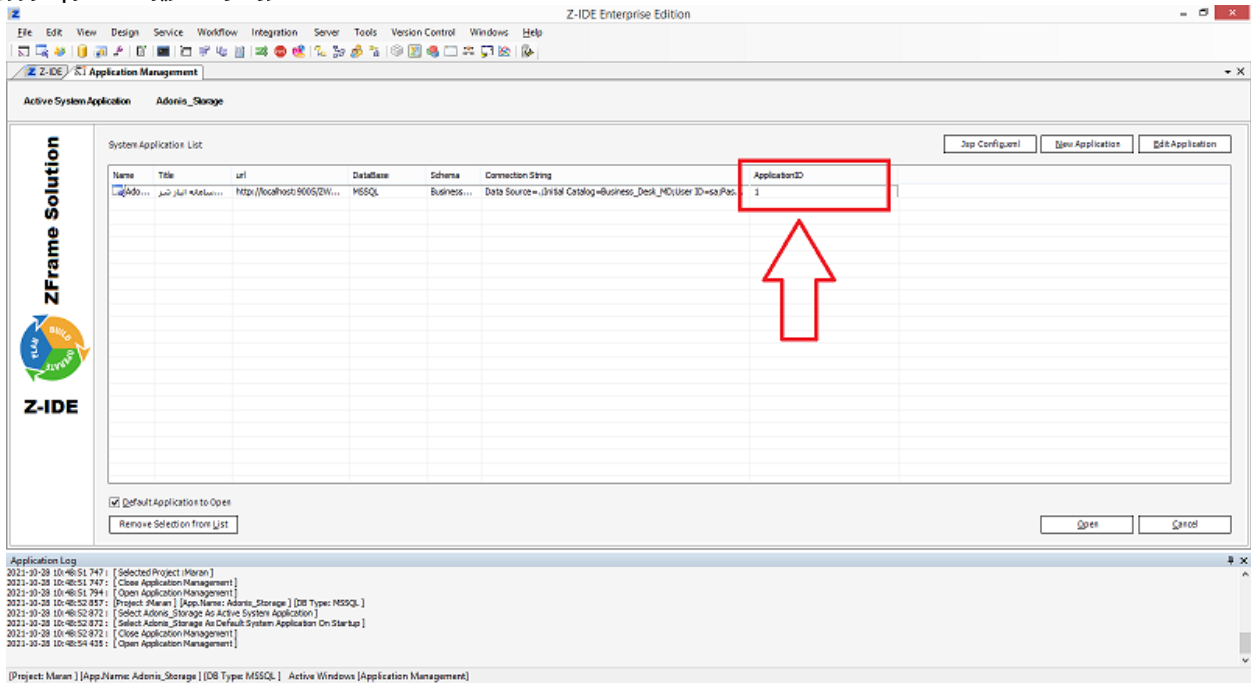 Z-IDE Enterprise Edition
File Edit View Design Service Workflow Integration Server Tools Version Control Windows Help
Z-IDE Application Management
Active System Application Adonis_Storage
ZFrame Solution
PLAN BUILD OPERATE
Z-IDE
System Application List
Jsp Config.xml New Application Edit Application
Name Title url DataBase Schema Connection String ApplicationID
Ado... سامانه انبار شر... http://localhost:9005/ZW... MSSQL Business... Data Source=.;Initial Catalog=Business_Desk_MD;User ID=sa;Pas... 1
Default Application to Open
Remove Selection from List
Open Cancel
Application Log
2021-10-28 10:48:51 747 : [ Selected Project :Maran ]
2021-10-28 10:48:51 747 : [ Close Application Management ]
2021-10-28 10:48:51 794 : [ Open Application Management ]
2021-10-28 10:48:52 857 : [Project :Maran ] [App.Name: Adonis_Storage ] [DB Type: MSSQL ]
2021-10-28 10:48:52 872 : [ Select Adonis_Storage As Active System Application ]
2021-10-28 10:48:52 872 : [ Select Adonis_Storage As Default System Application On Startup ]
2021-10-28 10:48:52 872 : [ Close Application Management ]
2021-10-28 10:48:54 435 : [ Open Application Management ]
[Project: Maran ] [App.Name: Adonis_Storage ] [DB Type: MSSQL ] Active Windows [Application Management]